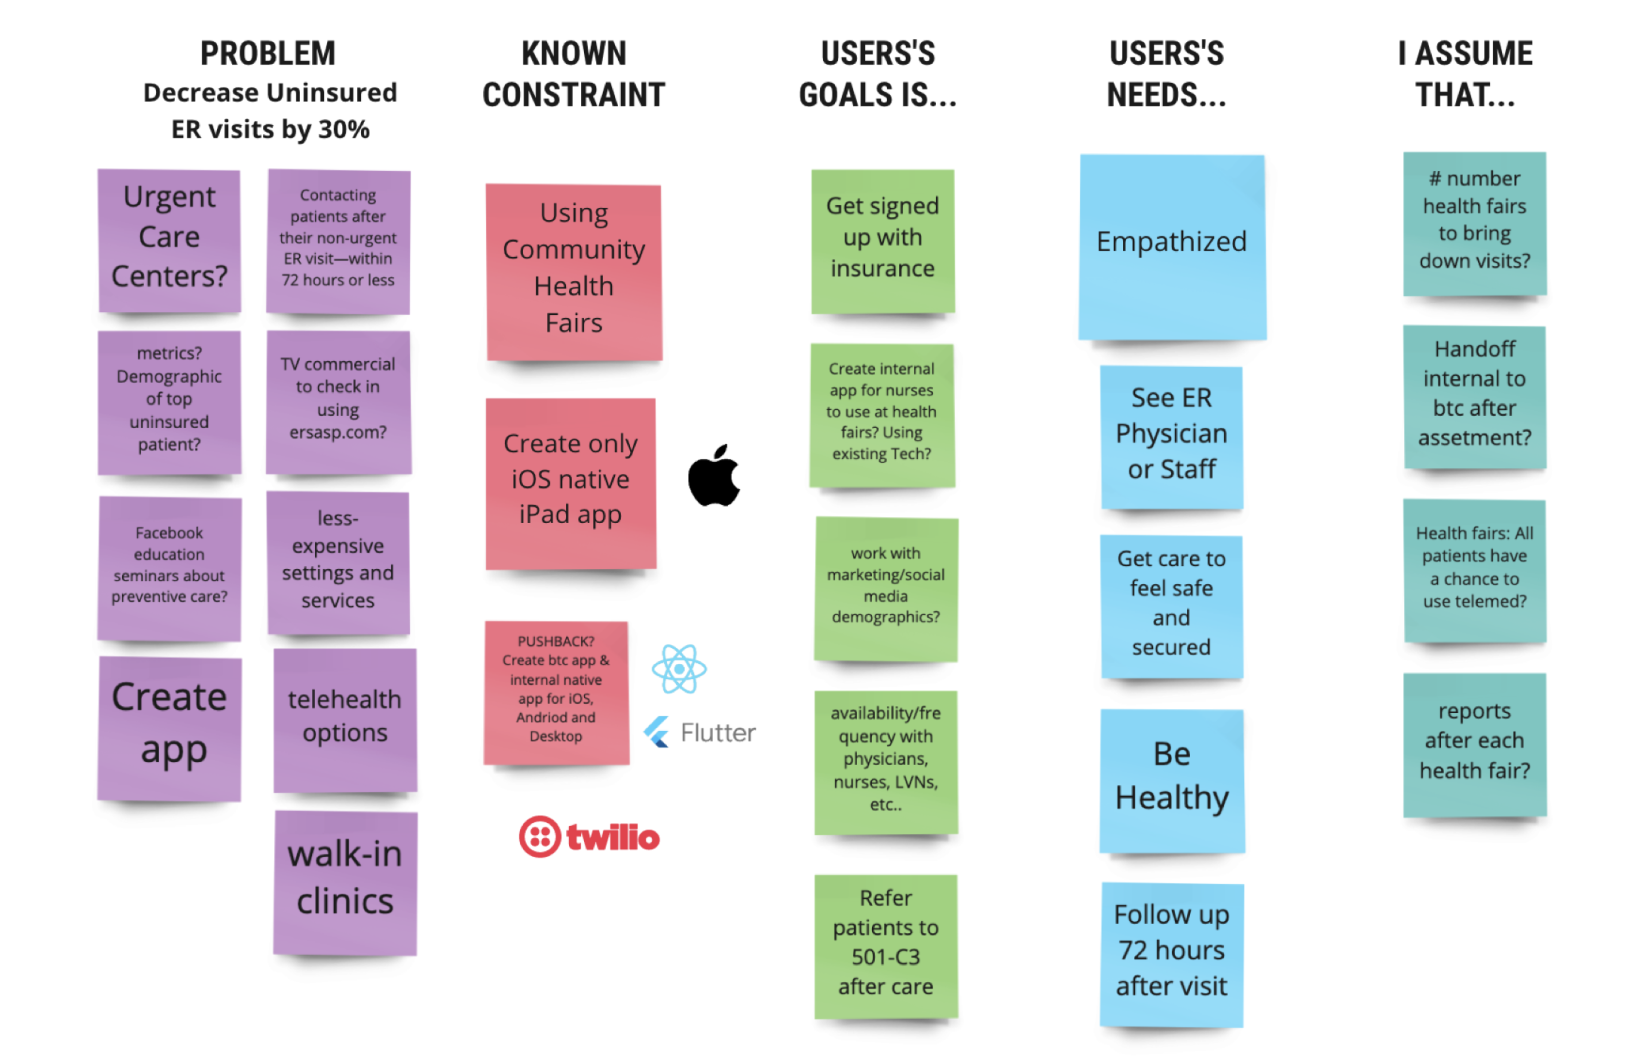 PROBLEM
Decrease Uninsured
ER visits by 30%
Urgent
Care
Centers?
Contacting
patients after
their non-urgent
ER visit—within
72 hours or less
metrics?
Demographic
of top
uninsured
patient?
TV commercial
to check in
using
ersasp.com?
Facebook
education
seminars about
preventive care?
less-
expensive
settings and
services
Create
app
telehealth
options
walk-in
clinics
KNOWN
CONSTRAINT
Using
Community
Health
Fairs
Create only
iOS native
iPad app
PUSHBACK?
Create btc app &
internal native
app for iOS,
Andriod and
Desktop
Flutter
twilio
USERS'S
GOALS IS...
Get signed
up with
insurance
Create internal
app for nurses
to use at health
fairs? Using
existing Tech?
work with
marketing/social
media
demographics?
availability/fre
quency with
physicians,
nurses, LVNs,
etc..
Refer
patients to
501-C3
after care
USERS'S
NEEDS...
Empathized
See ER
Physician
or Staff
Get care to
feel safe
and
secured
Be
Healthy
Follow up
72 hours
after visit
I ASSUME
THAT...
# number
health fairs
to bring
down visits?
Handoff
internal to
btc after
assetment?
Health fairs: All
patients have
a chance to
use telemed?
reports
after each
health fair?